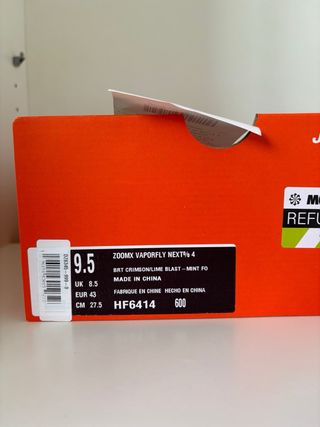 J
M
REFU
9.5
UK 8.5
EUR 43
CM 27.5
ZOOMX VAPORFLY NEXT% 4
BRT CRIMSON/LIME BLAST-MINT FO
MADE IN CHINA
FABRIQUE EN CHINE HECHO EN CHINA
HF6414 600